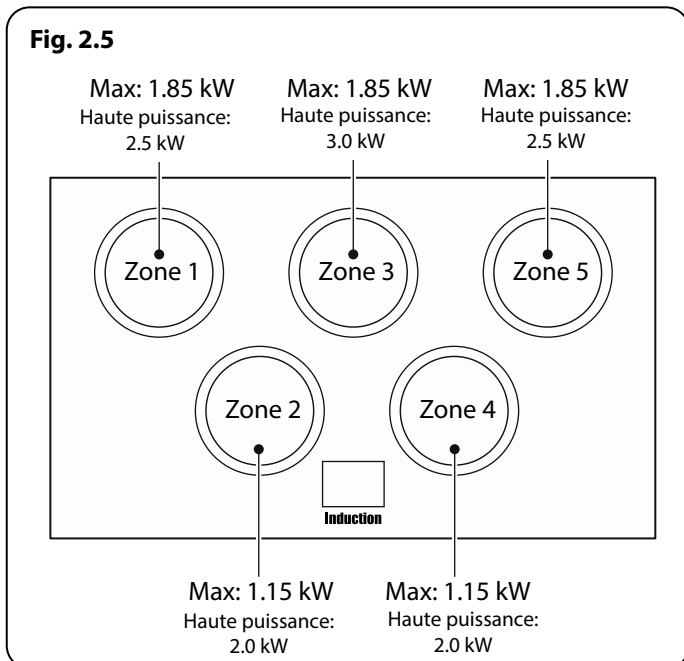 Fig. 2.5
Max: 1.85 kW
Haute puissance:
2.5 kW
Max: 1.85 kW
Haute puissance:
3.0 kW
Max: 1.85 kW
Haute puissance:
2.5 kW
Zone 1
Zone 3
Zone 5
Zone 2
Zone 4
Induction
Max: 1.15 kW
Haute puissance:
2.0 kW
Max: 1.15 kW
Haute puissance:
2.0 kW